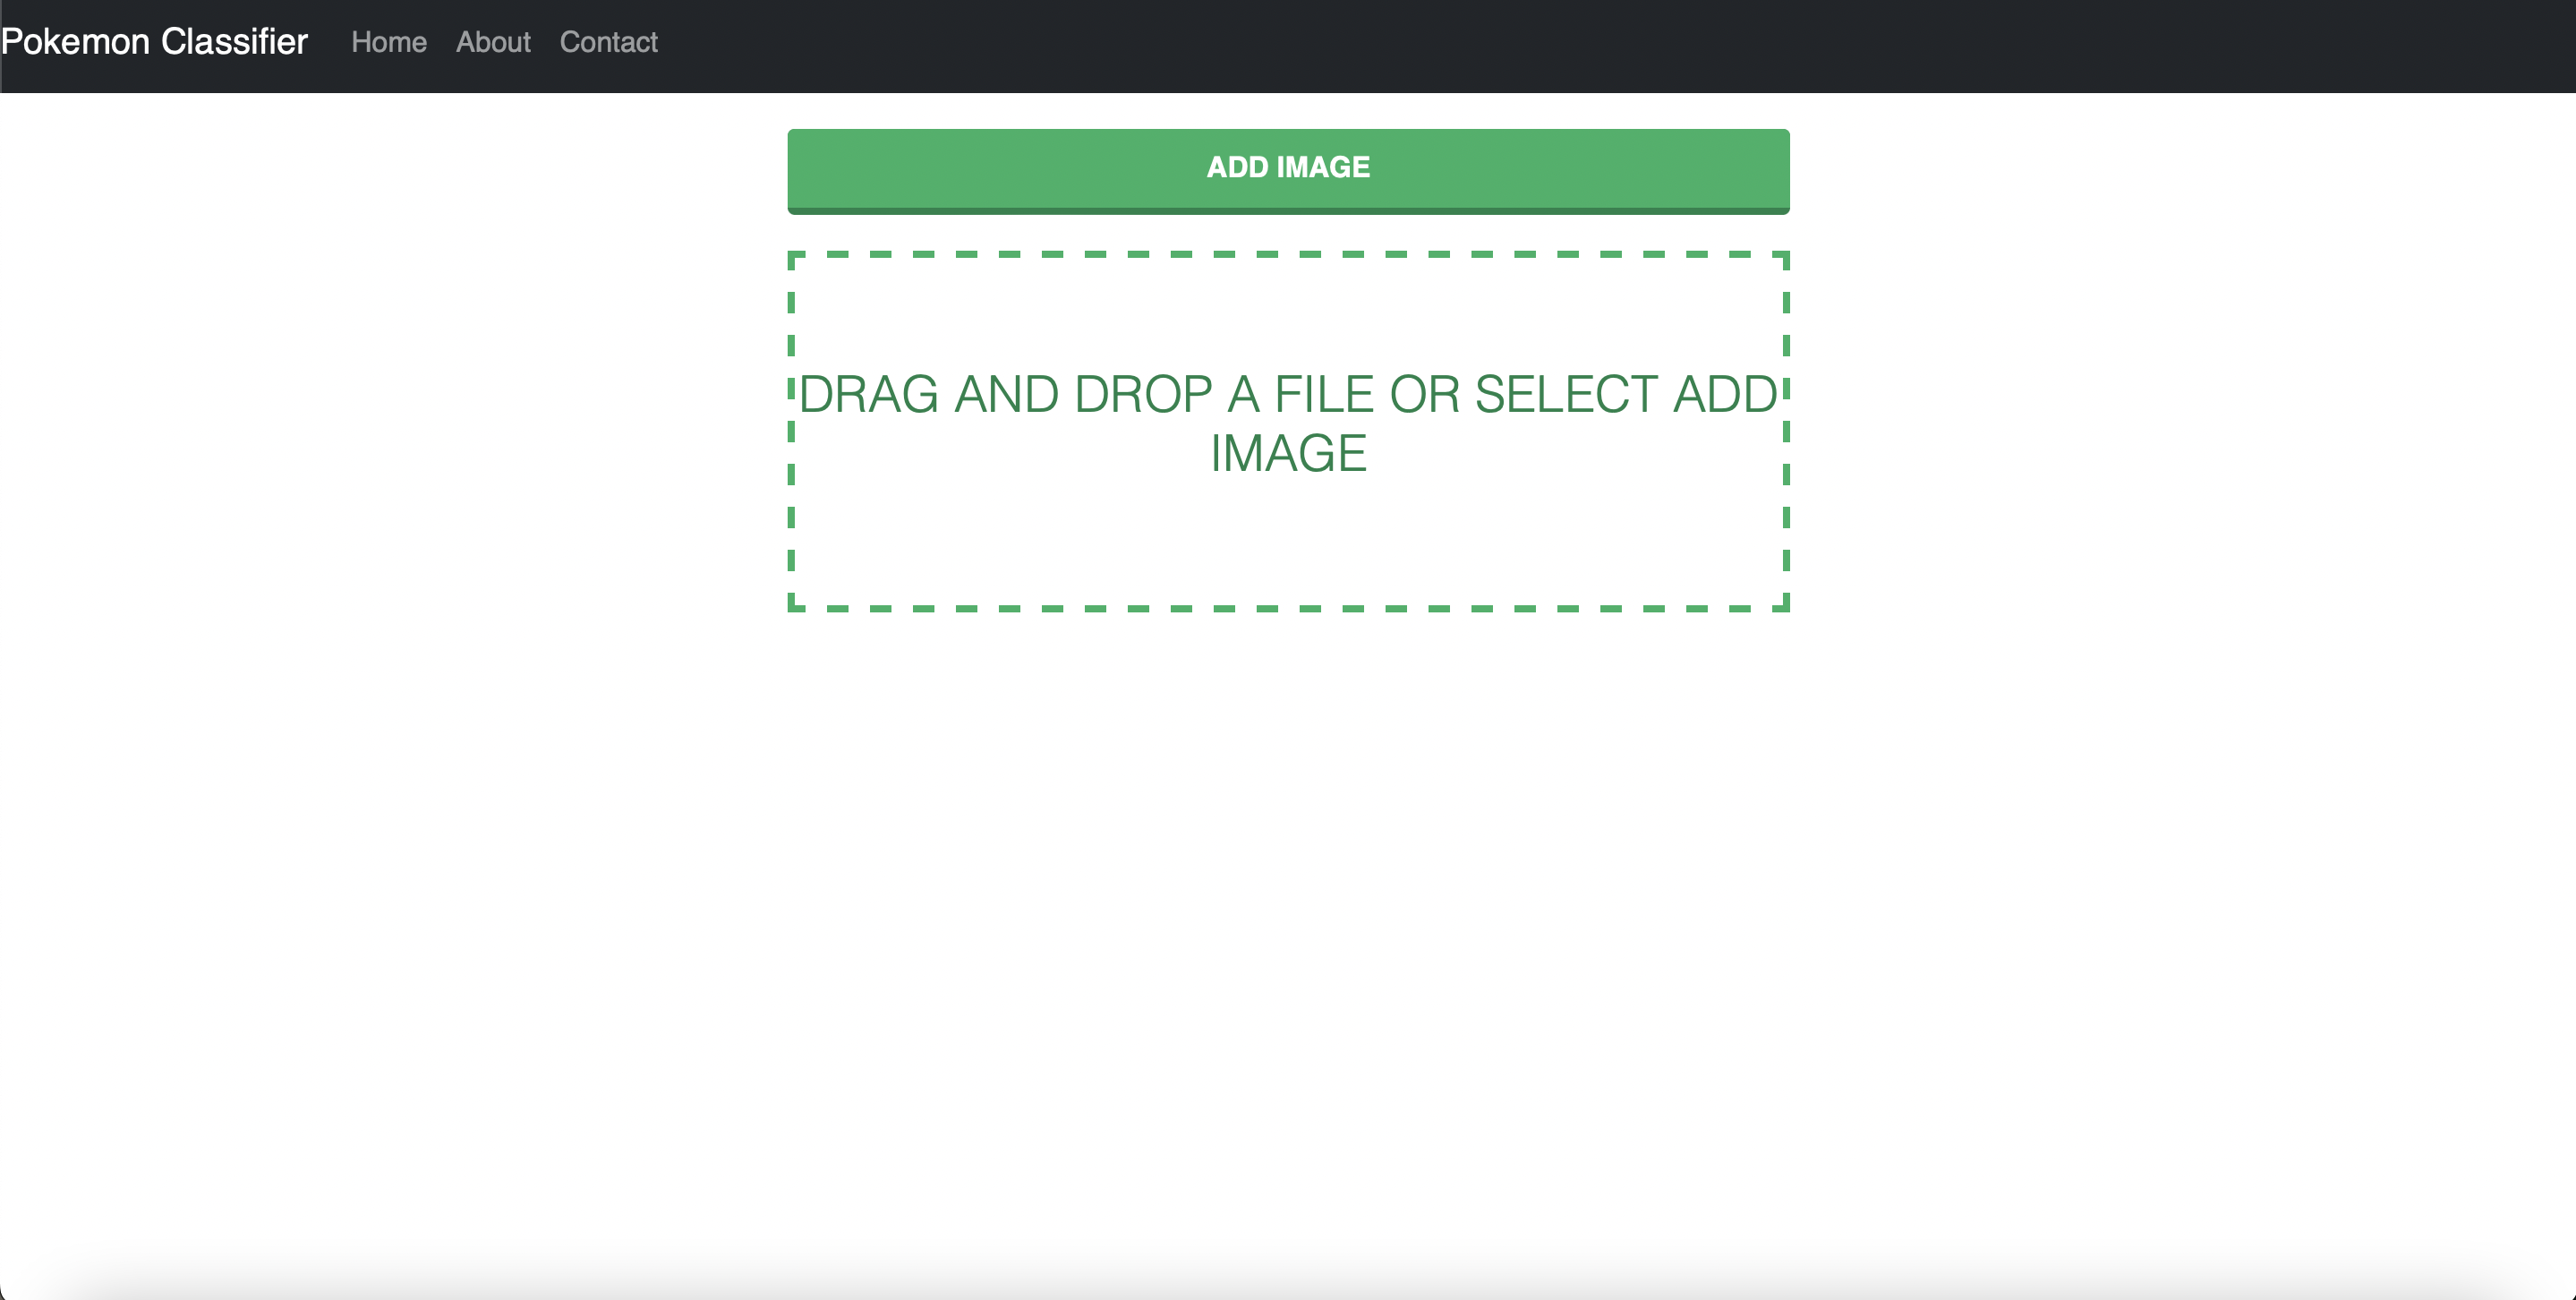 Pokemon Classifier Home About Contact
ADD IMAGE
DRAG AND DROP A FILE OR SELECT ADD
IMAGE